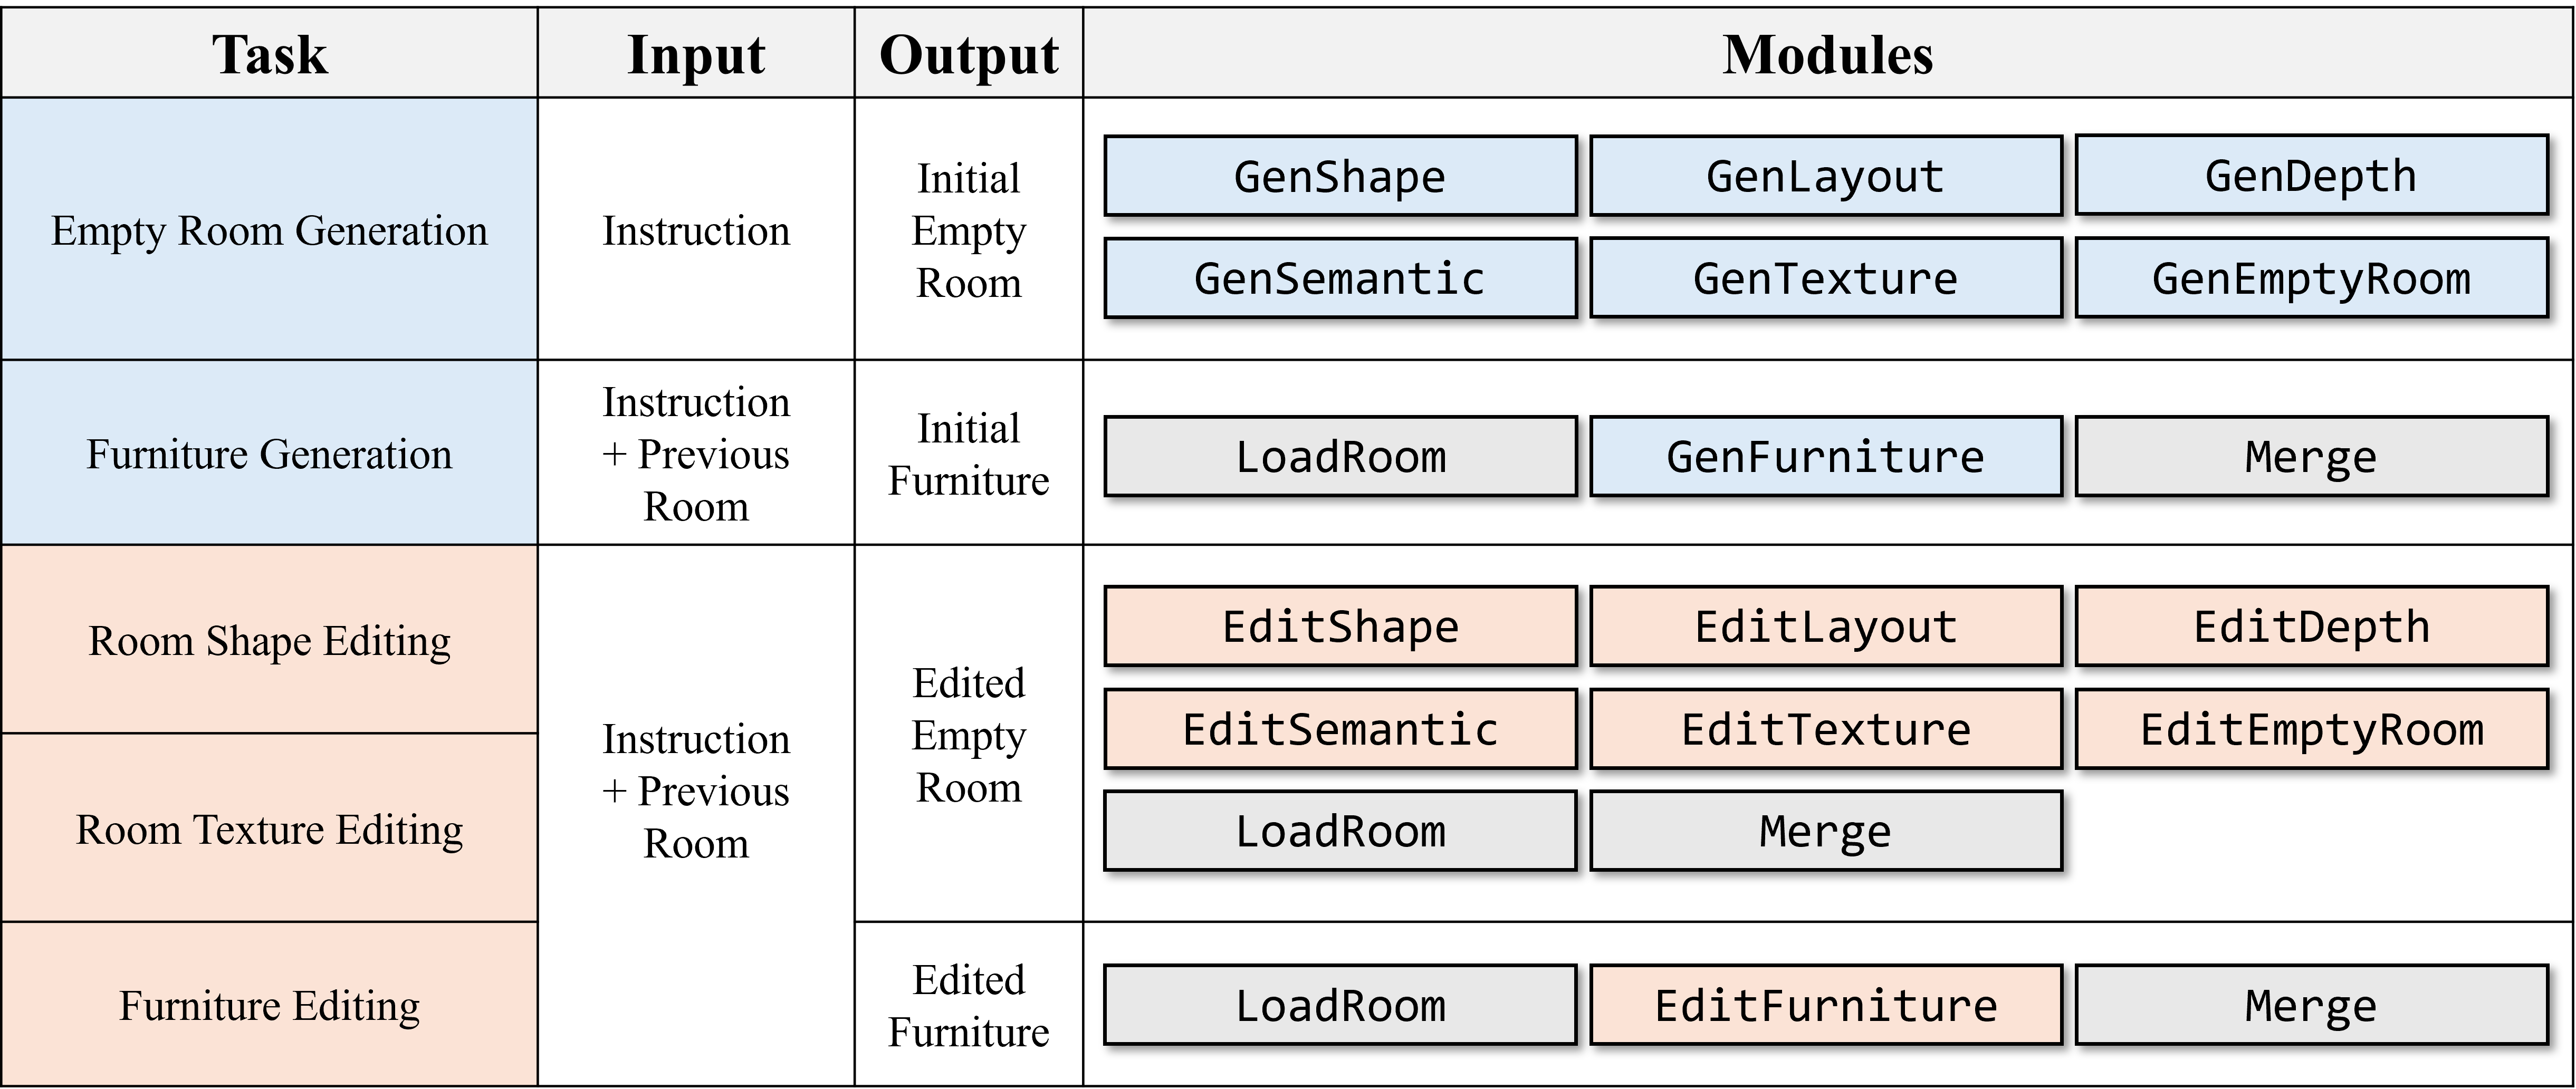 Task Input Output Modules
Empty Room Generation
Instruction
Initial
Empty
Room
GenShape GenLayout GenDepth
GenSemantic GenTexture GenEmptyRoom
Furniture Generation
Instruction
+ Previous
Room
Initial
Furniture
LoadRoom GenFurniture Merge
Room Shape Editing
Room Texture Editing
Instruction
+ Previous
Room
Edited
Empty
Room
EditShape EditLayout EditDepth
EditSemantic EditTexture EditEmptyRoom
LoadRoom Merge
Furniture Editing
Edited
Furniture
LoadRoom EditFurniture Merge